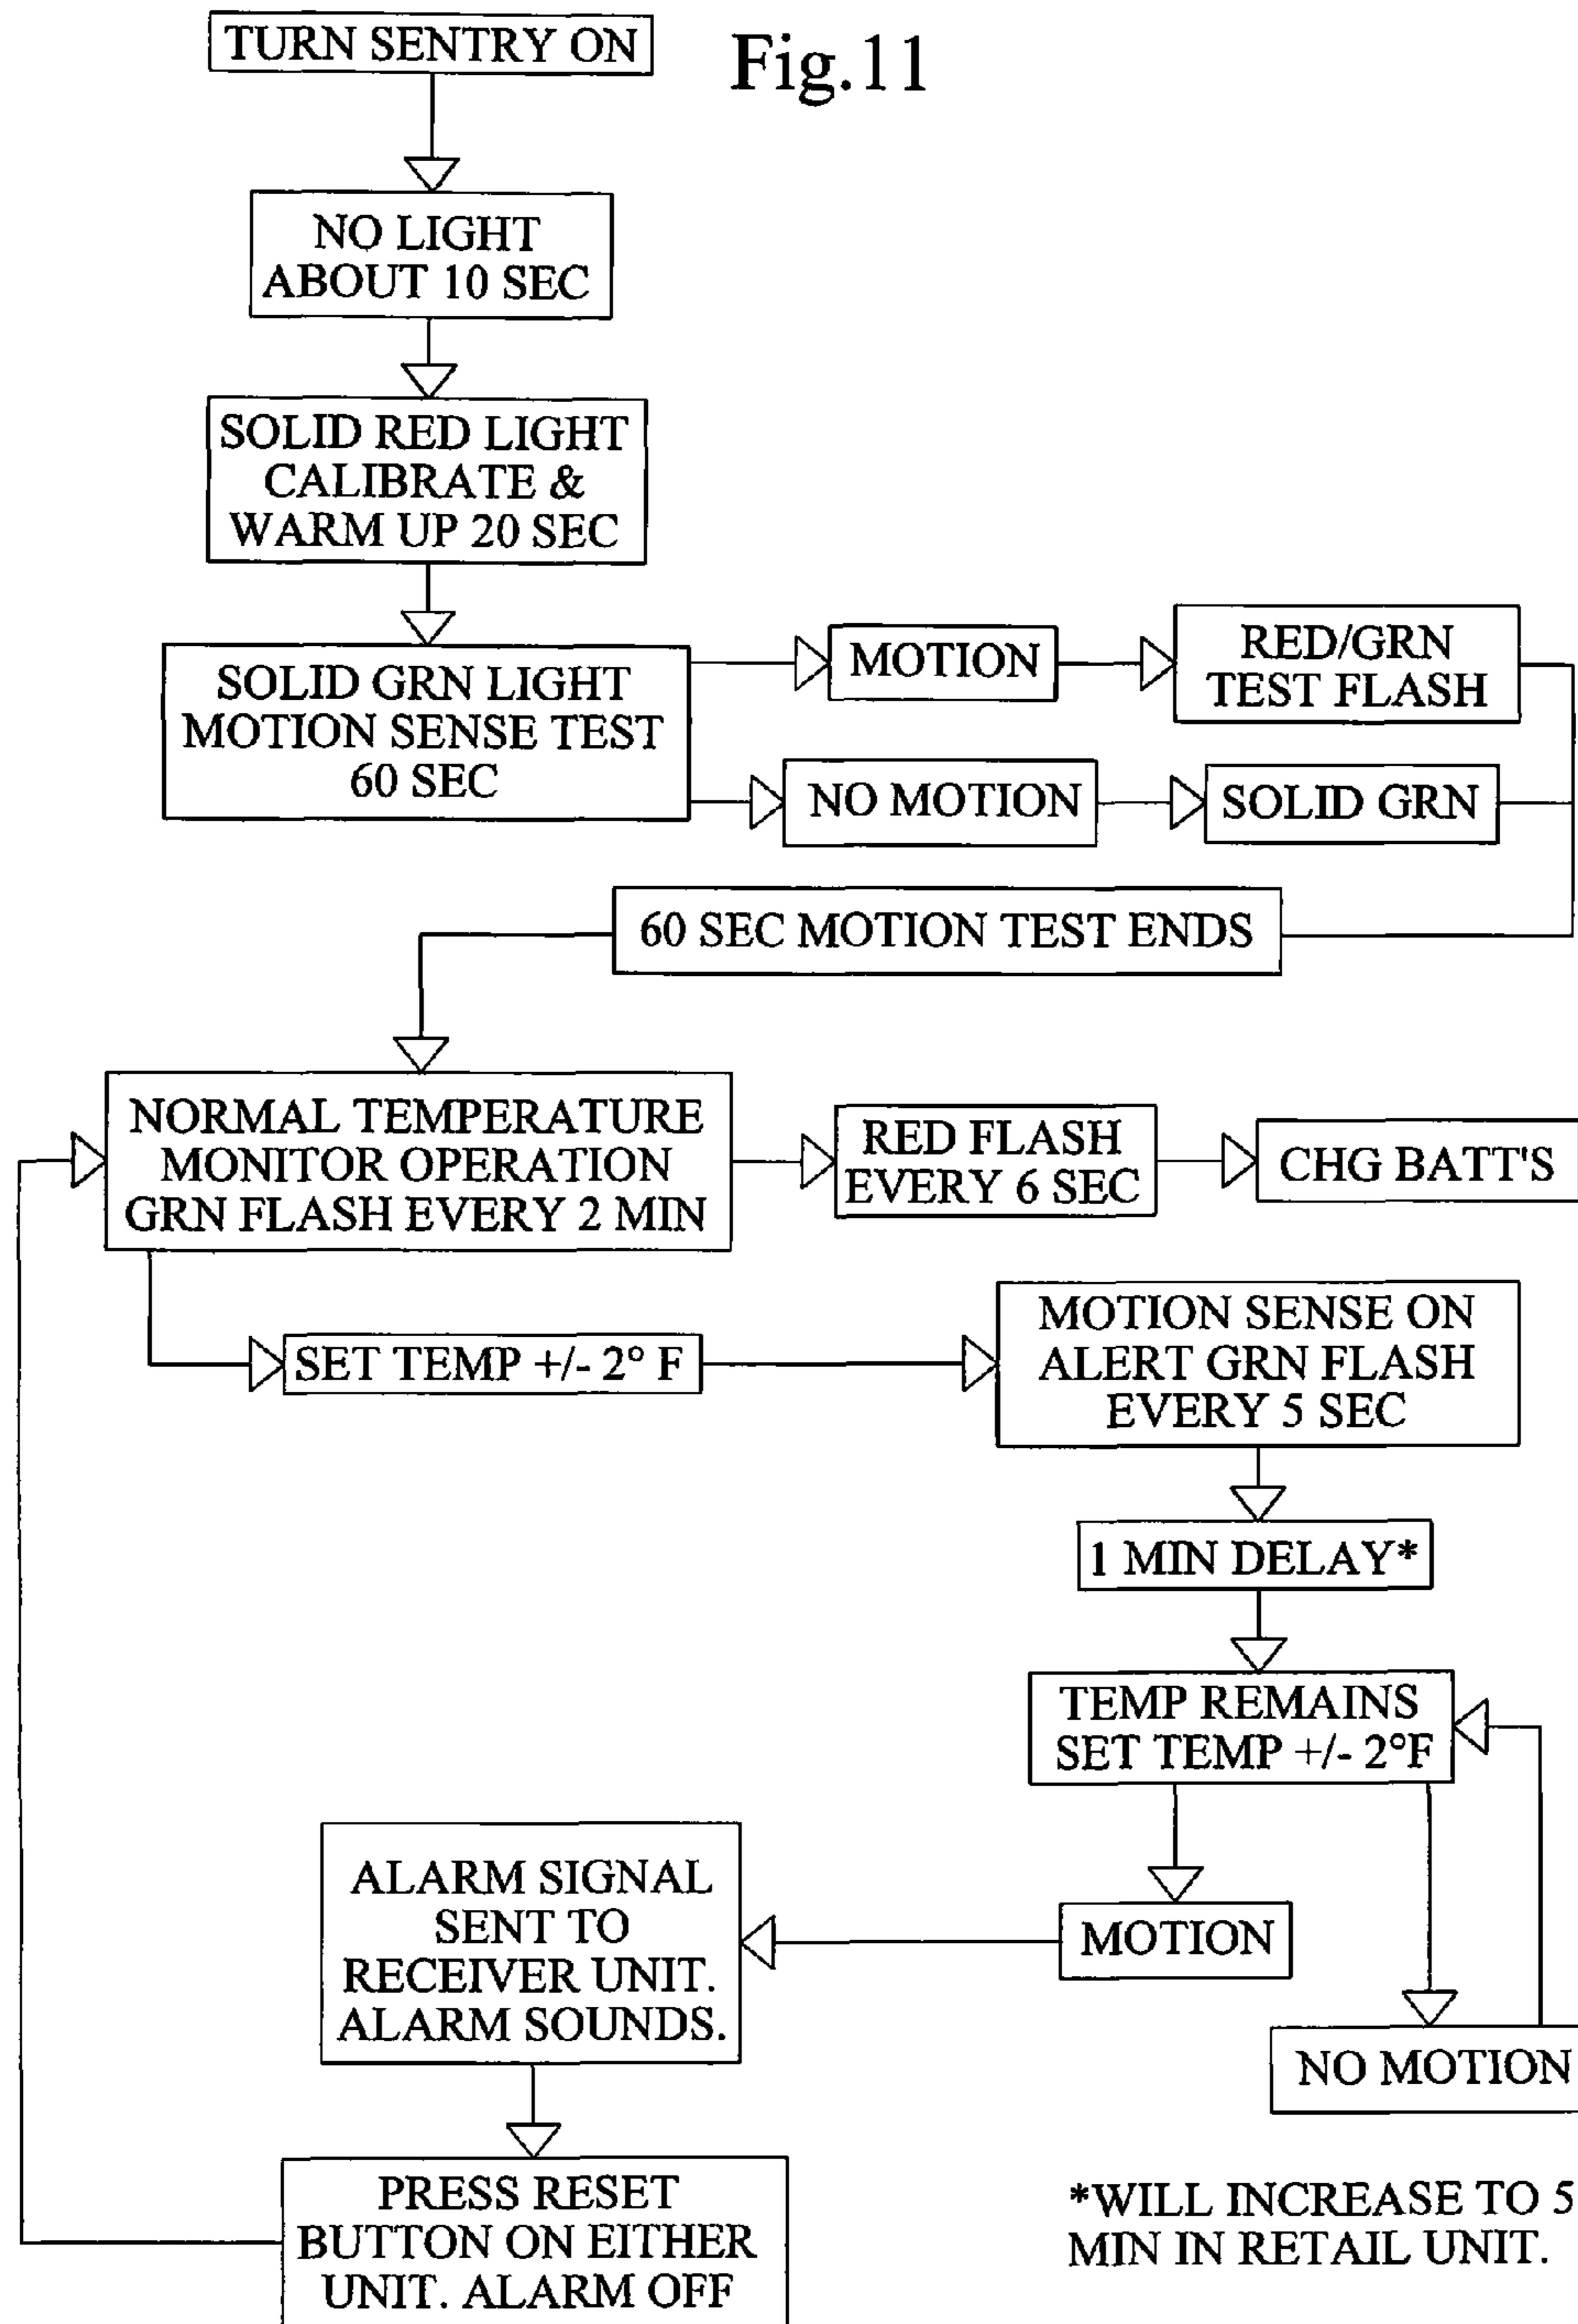 TURN SENTRY ON
Fig.11
NO LIGHT
ABOUT 10 SEC
SOLID RED LIGHT
CALIBRATE &
WARM UP 20 SEC
SOLID GRN LIGHT
MOTION SENSE TEST
60 SEC
MOTION
RED/GRN
TEST FLASH
NO MOTION
SOLID GRN
60 SEC MOTION TEST ENDS
NORMAL TEMPERATURE
MONITOR OPERATION
GRN FLASH EVERY 2 MIN
RED FLASH
EVERY 6 SEC
CHG BATT'S
SET TEMP +/- 2° F
MOTION SENSE ON
ALERT GRN FLASH
EVERY 5 SEC
1 MIN DELAY*
TEMP REMAINS
SET TEMP +/- 2°F
MOTION
NO MOTION
ALARM SIGNAL
SENT TO
RECEIVER UNIT.
ALARM SOUNDS.
PRESS RESET
BUTTON ON EITHER
UNIT. ALARM OFF
*WILL INCREASE TO 5
MIN IN RETAIL UNIT.